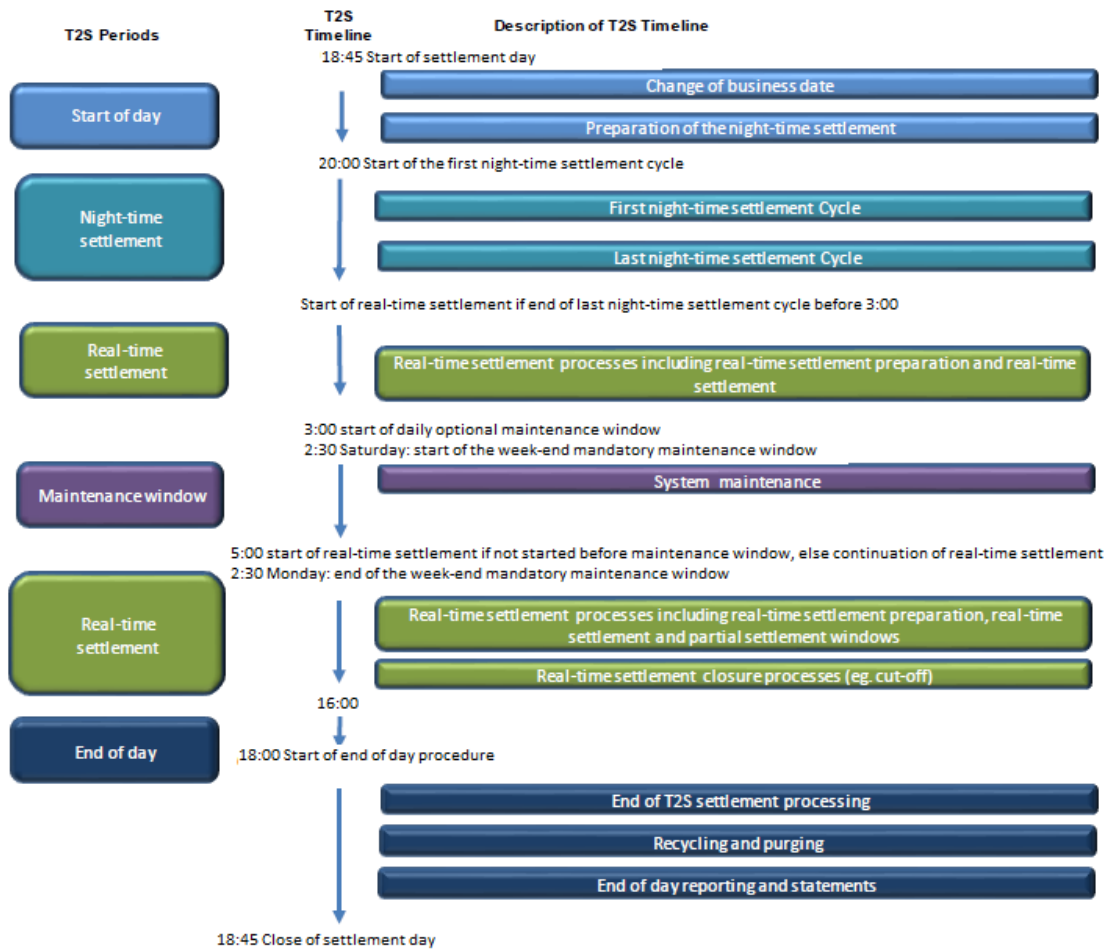 T2S Periods
T2S
Timeline
Description of T2S Timeline
18:45 Start of settlement day
Start of day
Change of business date
Preparation of the night-time settlement
20:00 Start of the first night-time settlement cycle
Night-time
settlement
First night-time settlement Cycle
Last night-time settlement Cycle
Start of real-time settlement if end of last night-time settlement cycle before 3:00
Real-time
settlement
Real-time settlement processes including real-time settlement preparation and real-time
settlement
3:00 start of daily optional maintenance window
2:30 Saturday: start of the week-end mandatory maintenance window
Maintenance window
System maintenance
5:00 start of real-time settlement if not started before maintenance window, else continuation of real-time settlement
2:30 Monday: end of the week-end mandatory maintenance window
Real-time
settlement
Real-time settlement processes including real-time settlement preparation, real-time
settlement and partial settlement windows
Real-time settlement closure processes (eg. cut-off)
16:00
End of day
,18:00 Start of end of day procedure
End of T2S settlement processing
Recycling and purging
End of day reporting and statements
18:45 Close of settlement day